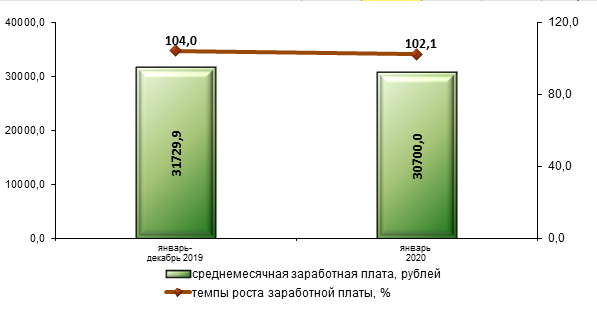 40000,0
30000,0
20000,0
10000,0
0,0
104,0
102,1
31729,9
30700,0
120,0
80,0
40,0
0,0
январь-
декабрь 2019
январь
2020
среднемесячная заработная плата, рублей
темпы роста заработной платы, %